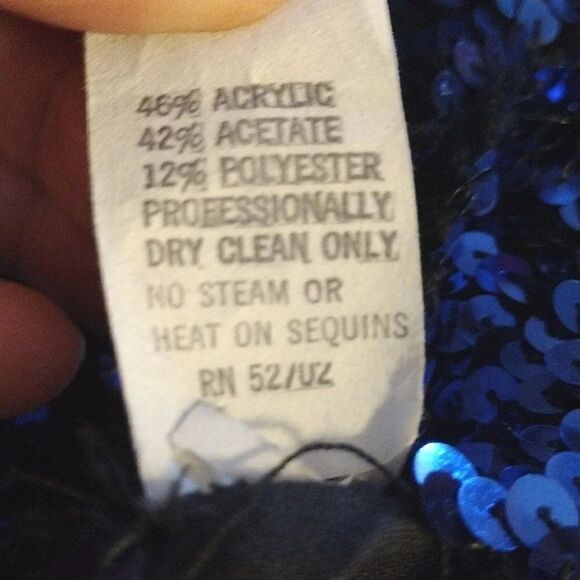 46% ACRYLIC
42% ACETATE
12% POLYESTER
PROFESSIONALLY
DRY CLEAN ONLY
NO STEAM OR
HEAT ON SEQUINS
RN 52702